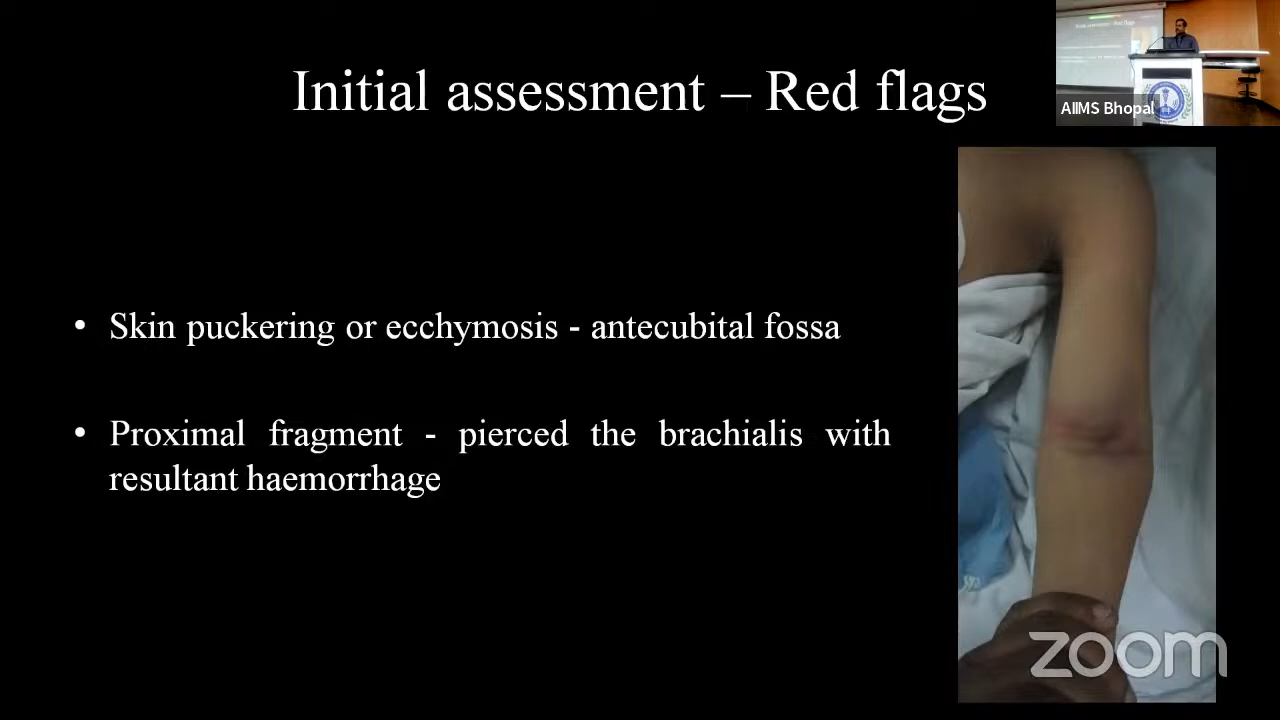 Initial assessment – Red flags
AIIMS Bhopal
• Skin puckering or ecchymosis - antecubital fossa
• Proximal fragment - pierced the brachialis with
resultant haemorrhage
zoom